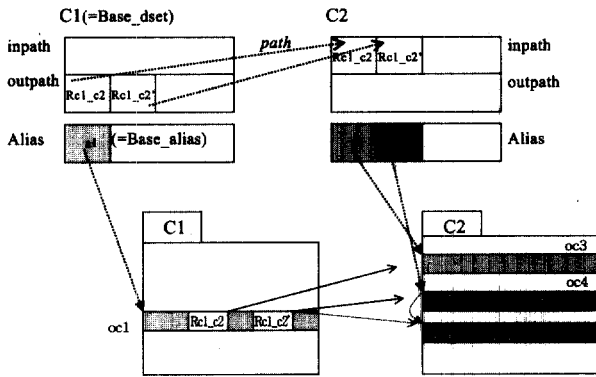 C1(=Base_dset)
C2
inpath
path
inpath
outpath
Rc1_c2
Rc1_c2'
Rc1_c2
Rc1_c2'
outpath
Alias
(=Base_alias)
Alias
C1
C2
oc3
oc4
oc1
Rc1_c2
Rc1_c2'